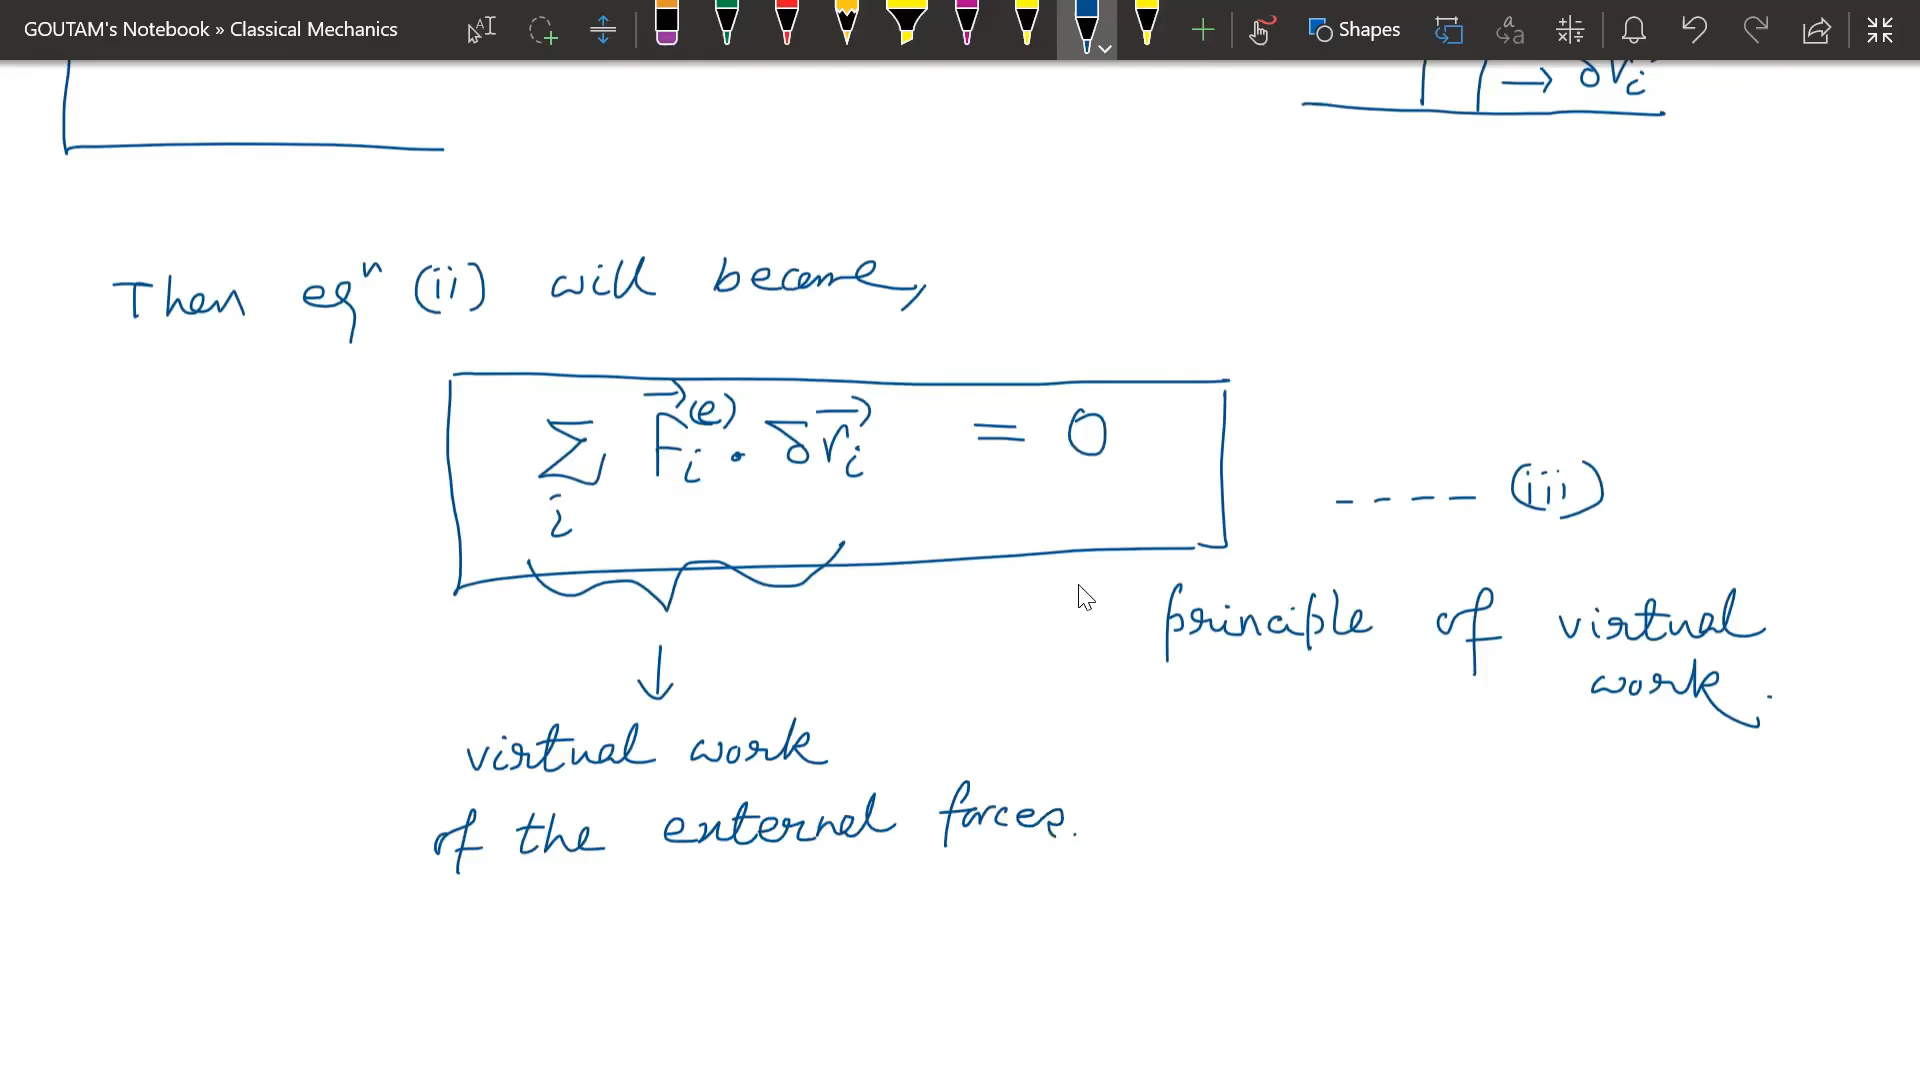 GOUTAM's Notebook » Classical Mechanics
Shapes
→ δr⃗ᵢ
Then eqⁿ (ii) will become,
∑ᵢ F⃗ᵢ⁽ᵉ⁾ · δr⃗ᵢ = 0
---- (iii)
principle of virtual
work.
virtual work
of the external forces.